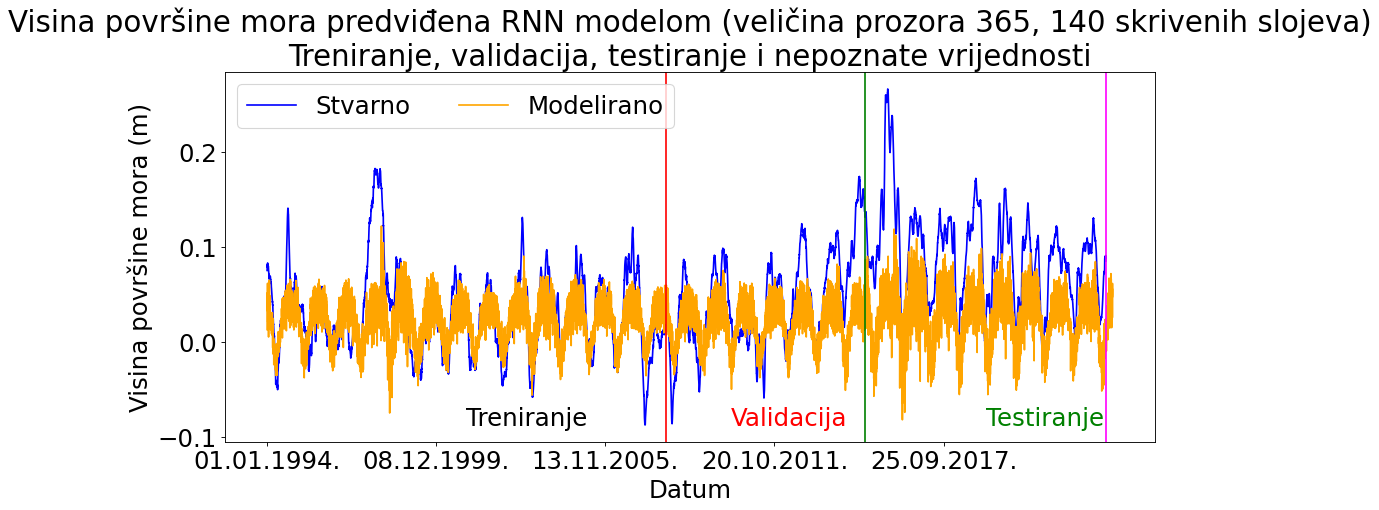 Visina površine mora predviđena RNN modelom (veličina prozora 365, 140 skrivenih slojeva)
Treniranje, validacija, testiranje i nepoznate vrijednosti
Stvarno
Modelirano
Visina površine mora (m)
0.2
0.1
0.0
−0.1
Treniranje
Validacija
Testiranje
01.01.1994.
08.12.1999.
13.11.2005.
20.10.2011.
25.09.2017.
Datum